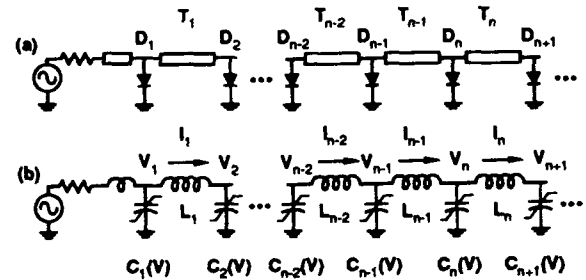 T₁ Tₙ₋₂ Tₙ₋₁ Tₙ
(a) D₁ D₂ Dₙ₋₂ Dₙ₋₁ Dₙ Dₙ₊₁
••• •••
I₁ Iₙ₋₂ Iₙ₋₁ Iₙ
(b) V₁ V₂ Vₙ₋₂ Vₙ₋₁ Vₙ Vₙ₊₁
L₁ ••• Lₙ₋₂ Lₙ₋₁ Lₙ •••
C₁(V) C₂(V) Cₙ₋₂(V) Cₙ₋₁(V) Cₙ(V) Cₙ₊₁(V)